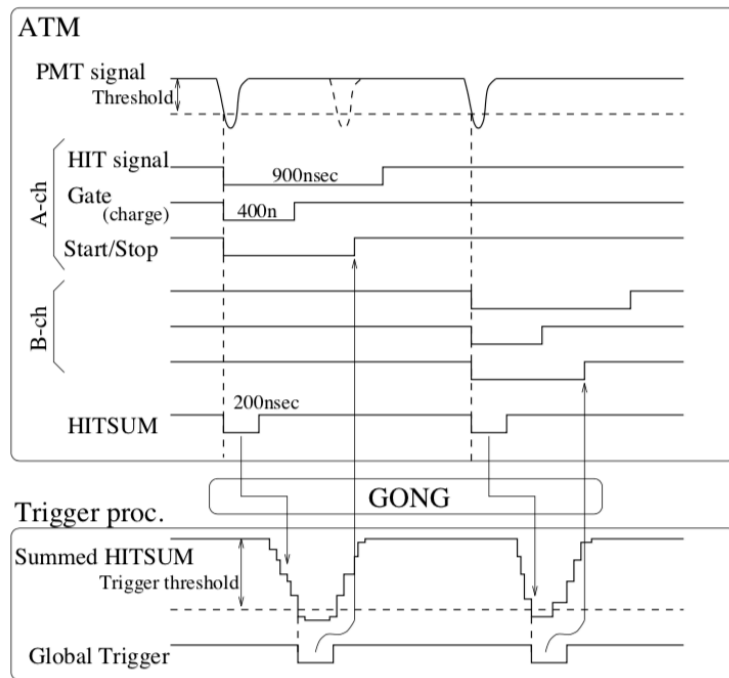 ATM
PMT signal
Threshold
HIT signal
900nsec
A-ch
Gate
(charge)
400n
Start/Stop
B-ch
200nsec
HITSUM
GONG
Trigger proc.
Summed HITSUM
Trigger threshold
Global Trigger